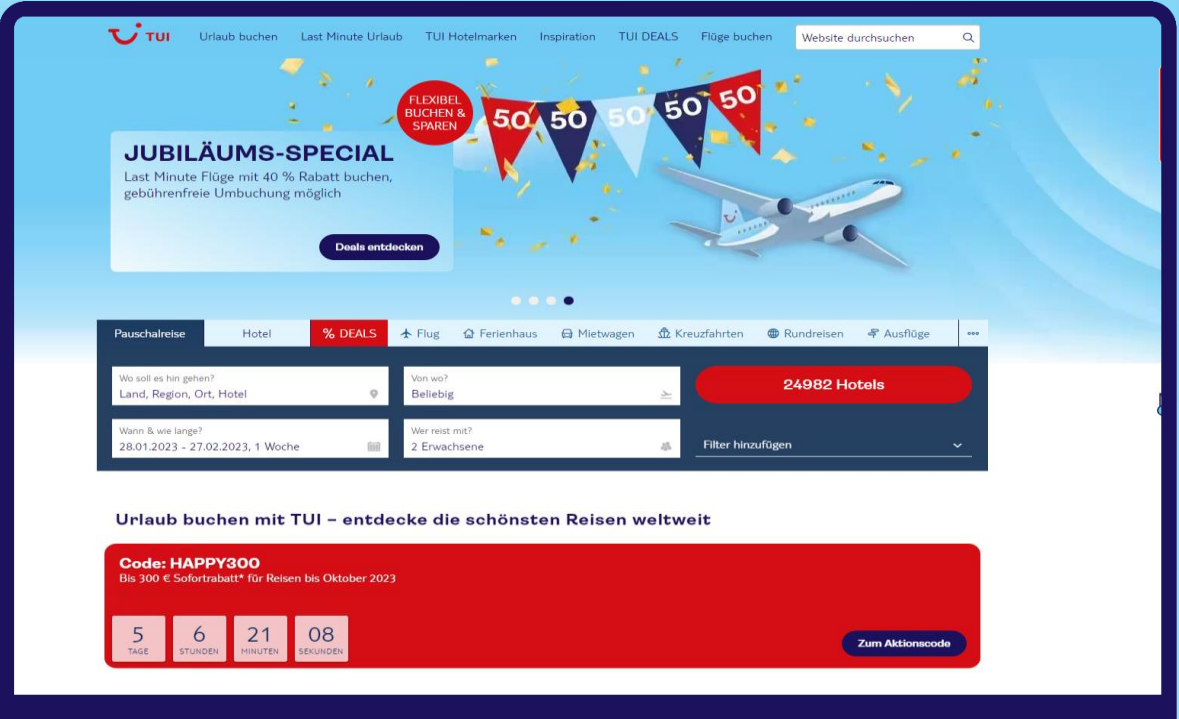 TUI Urlaub buchen Last Minute Urlaub TUI Hotelmarken Inspiration TUI DEALS Flüge buchen Website durchsuchen
FLEXIBEL
BUCHEN &
SPAREN
50 50 50 50 50
JUBILÄUMS-SPECIAL
Last Minute Flüge mit 40 % Rabatt buchen,
gebührenfreie Umbuchung möglich
Deals entdecken
Pauschalreise Hotel % DEALS Flug Ferienhaus Mietwagen Kreuzfahrten Rundreisen Ausflüge
Wo soll es hin gehen?
Land, Region, Ort, Hotel
Von wo?
Beliebig
24982 Hotels
Wann & wie lange?
28.01.2023 - 27.02.2023, 1 Woche
Wer reist mit?
2 Erwachsene
Filter hinzufügen
Urlaub buchen mit TUI – entdecke die schönsten Reisen weltweit
Code: HAPPY300
Bis 300 € Sofortrabatt* für Reisen bis Oktober 2023
5 6 21 08
TAGE STUNDEN MINUTEN SEKUNDEN
Zum Aktionscode